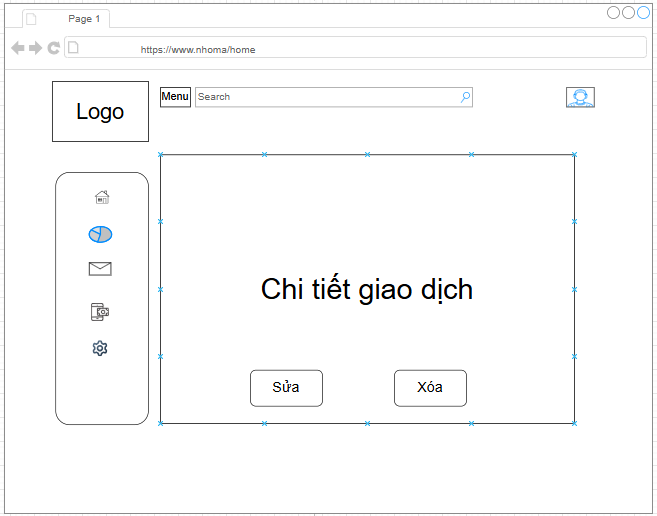 Page 1
https://www.nhoma/home
Logo
Menu
Search
Chi tiết giao dịch
Sửa
Xóa